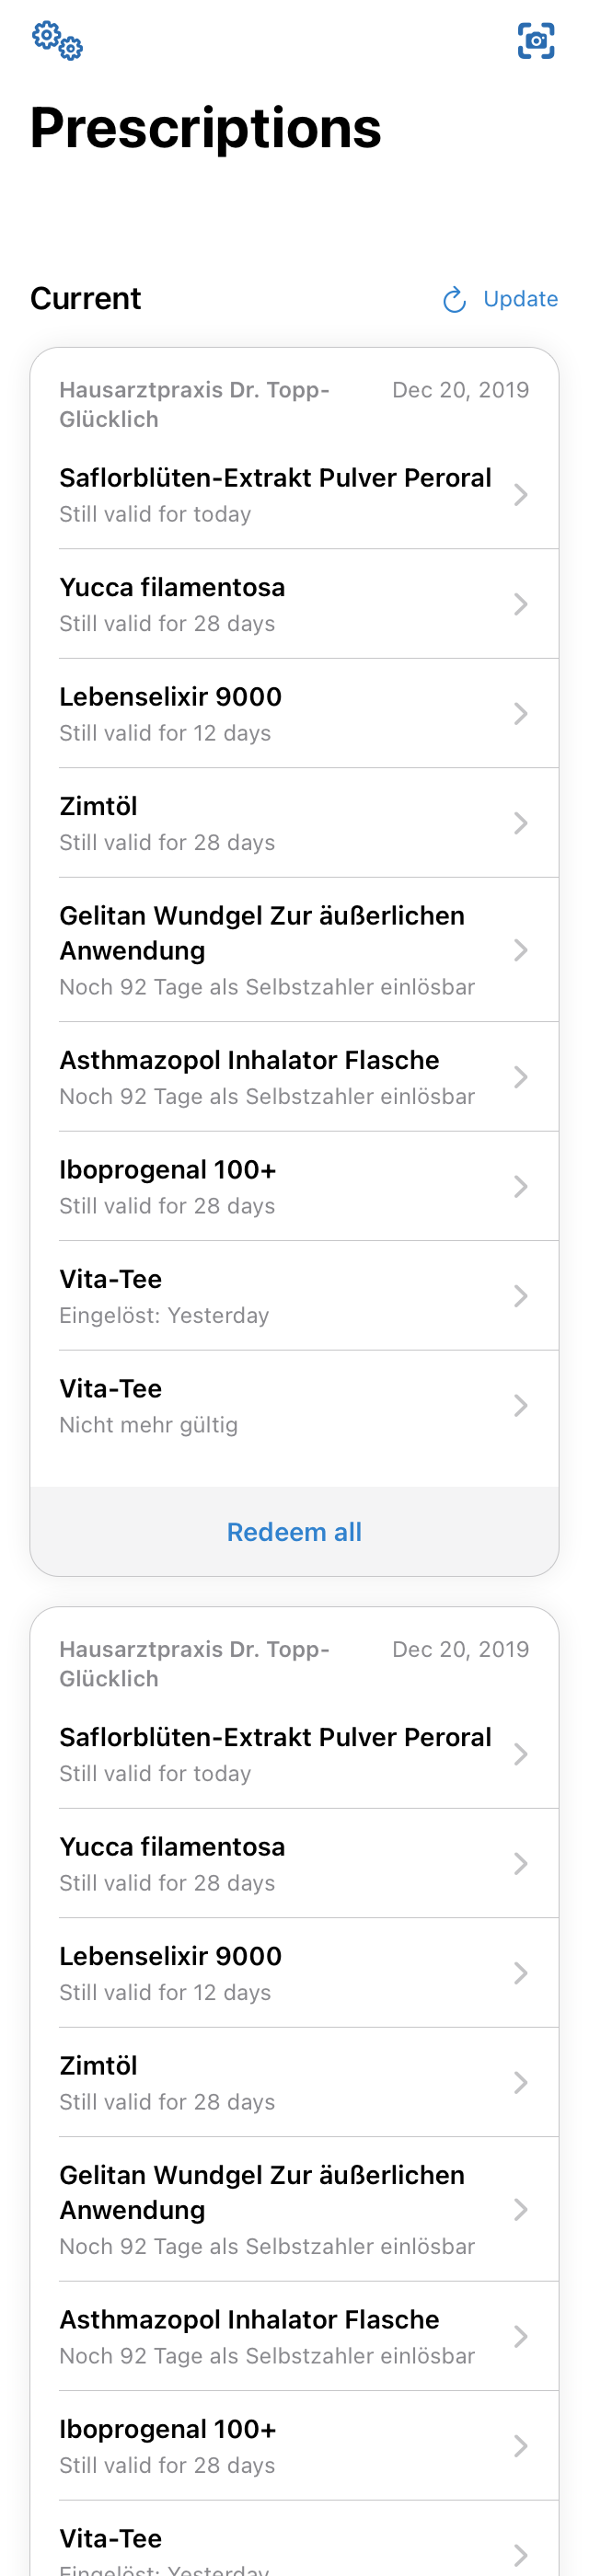 Prescriptions
Current
Update
Hausarztpraxis Dr. Topp-
Glücklich
Dec 20, 2019
Saflorblüten-Extrakt Pulver Peroral
Still valid for today
Yucca filamentosa
Still valid for 28 days
Lebenselixir 9000
Still valid for 12 days
Zimtöl
Still valid for 28 days
Gelitan Wundgel Zur äußerlichen
Anwendung
Noch 92 Tage als Selbstzahler einlösbar
Asthmazopol Inhalator Flasche
Noch 92 Tage als Selbstzahler einlösbar
Iboprogenal 100+
Still valid for 28 days
Vita-Tee
Eingelöst: Yesterday
Vita-Tee
Nicht mehr gültig
Redeem all
Hausarztpraxis Dr. Topp-
Glücklich
Dec 20, 2019
Saflorblüten-Extrakt Pulver Peroral
Still valid for today
Yucca filamentosa
Still valid for 28 days
Lebenselixir 9000
Still valid for 12 days
Zimtöl
Still valid for 28 days
Gelitan Wundgel Zur äußerlichen
Anwendung
Noch 92 Tage als Selbstzahler einlösbar
Asthmazopol Inhalator Flasche
Noch 92 Tage als Selbstzahler einlösbar
Iboprogenal 100+
Still valid for 28 days
Vita-Tee
Eingelöst: Yesterday